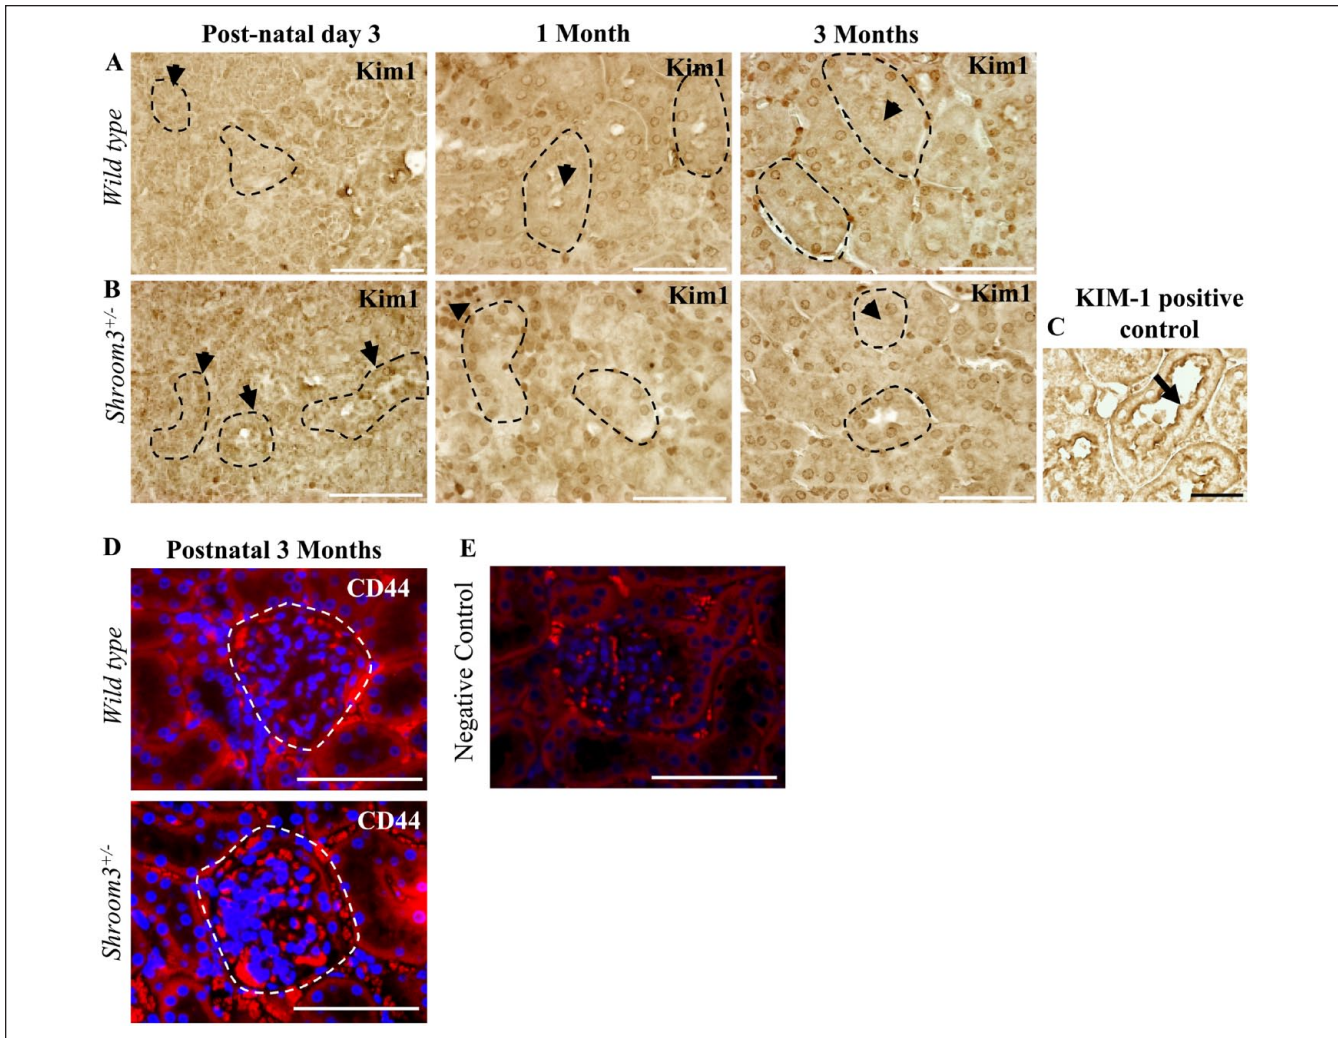 Post-natal day 3
1 Month
3 Months
A
Wild type
Kim1
Kim1
Kim1
B
Shroom3+/-
Kim1
Kim1
Kim1
C
KIM-1 positive
control
D
Postnatal 3 Months
Wild type
CD44
Shroom3+/-
CD44
E
Negative Control